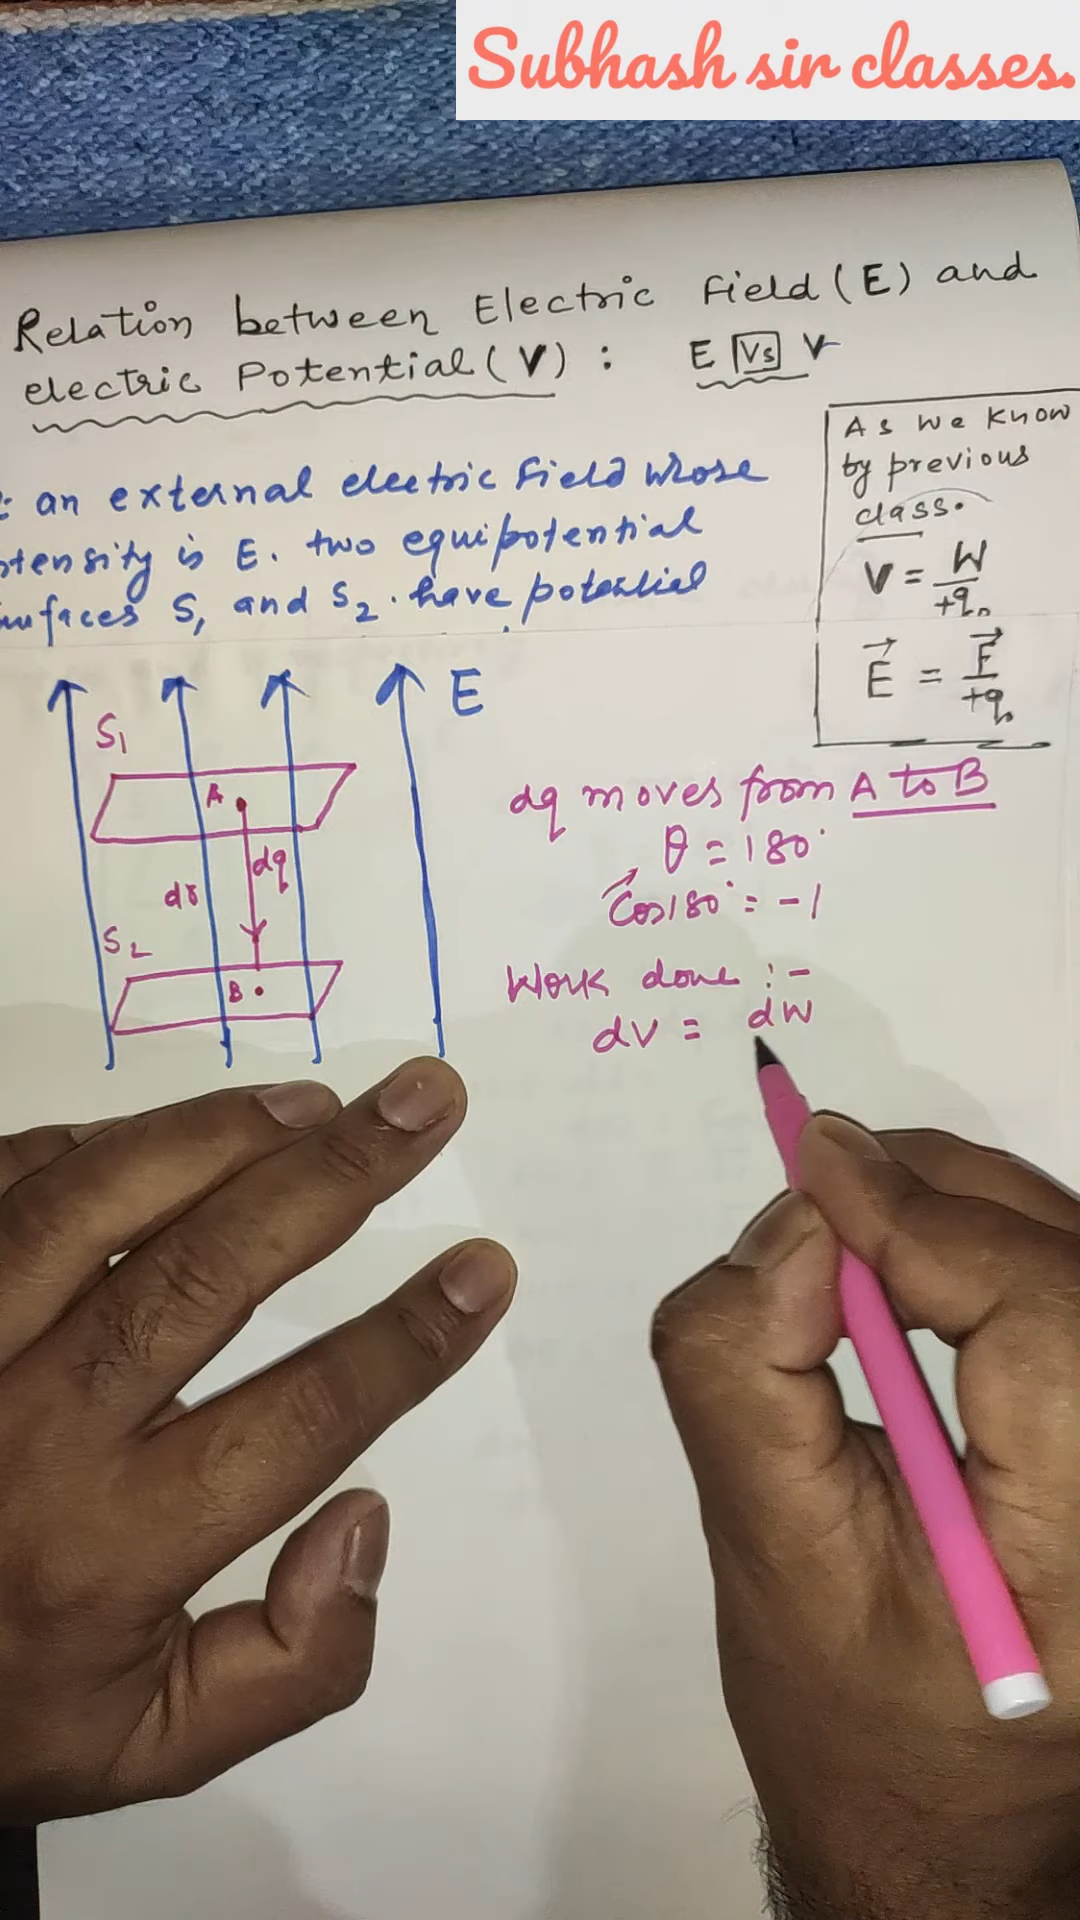 Subhash sir classes.
Relation between Electric Field (E) and
electric Potential (V) : E Vs V
As we know
by previous
class.
V = W / +q₀
E⃗ = F⃗ / +q₀
an external electric field whose
is E. two equipotential
S₁ and S₂. have potential
E
S₁
A
dq
dr
S₂
B
dq moves from A to B
θ = 180°
Cos180° = -1
Work done :-
dV = dW